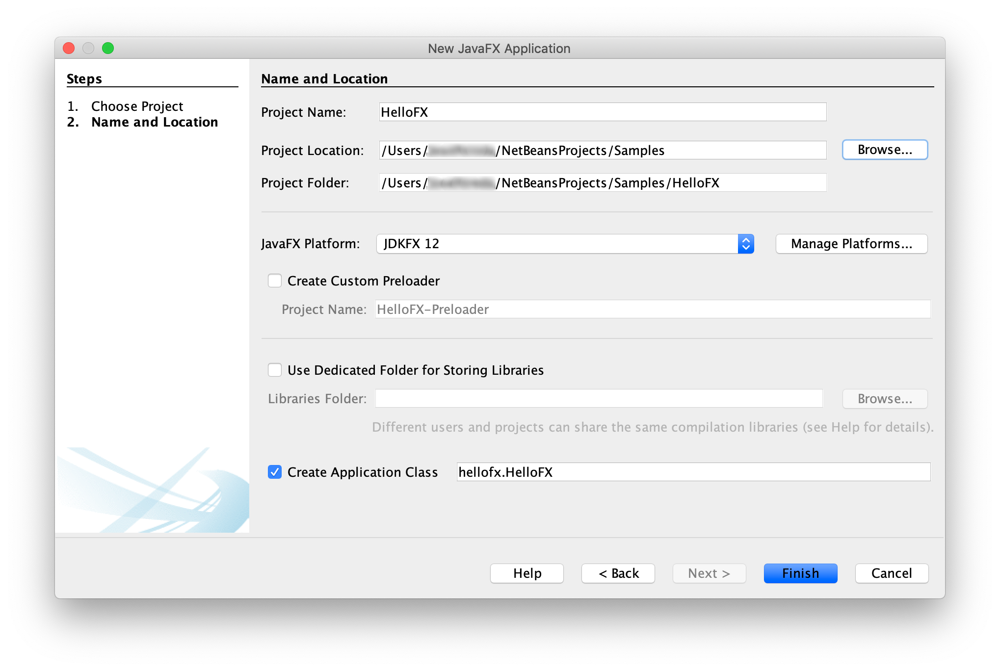 New JavaFX Application
Steps
1. Choose Project
2. Name and Location
Name and Location
Project Name: HelloFX
Project Location: /Users/ /NetBeansProjects/Samples Browse...
Project Folder: /Users/ /NetBeansProjects/Samples/HelloFX
JavaFX Platform: JDKFX 12 Manage Platforms...
Create Custom Preloader
Project Name: HelloFX-Preloader
Use Dedicated Folder for Storing Libraries
Libraries Folder: Browse...
Different users and projects can share the same compilation libraries (see Help for details).
Create Application Class hellofx.HelloFX
Help < Back Next > Finish Cancel